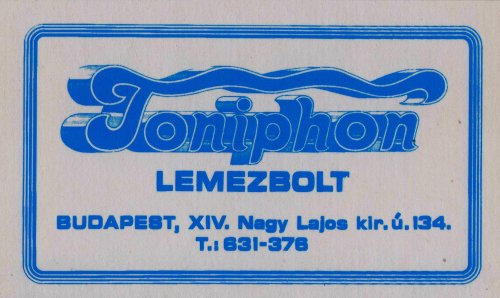 Toniphon
LEMEZBOLT
BUDAPEST, XIV. Nagy Lajos kir. ú. 134.
T.: 631-376